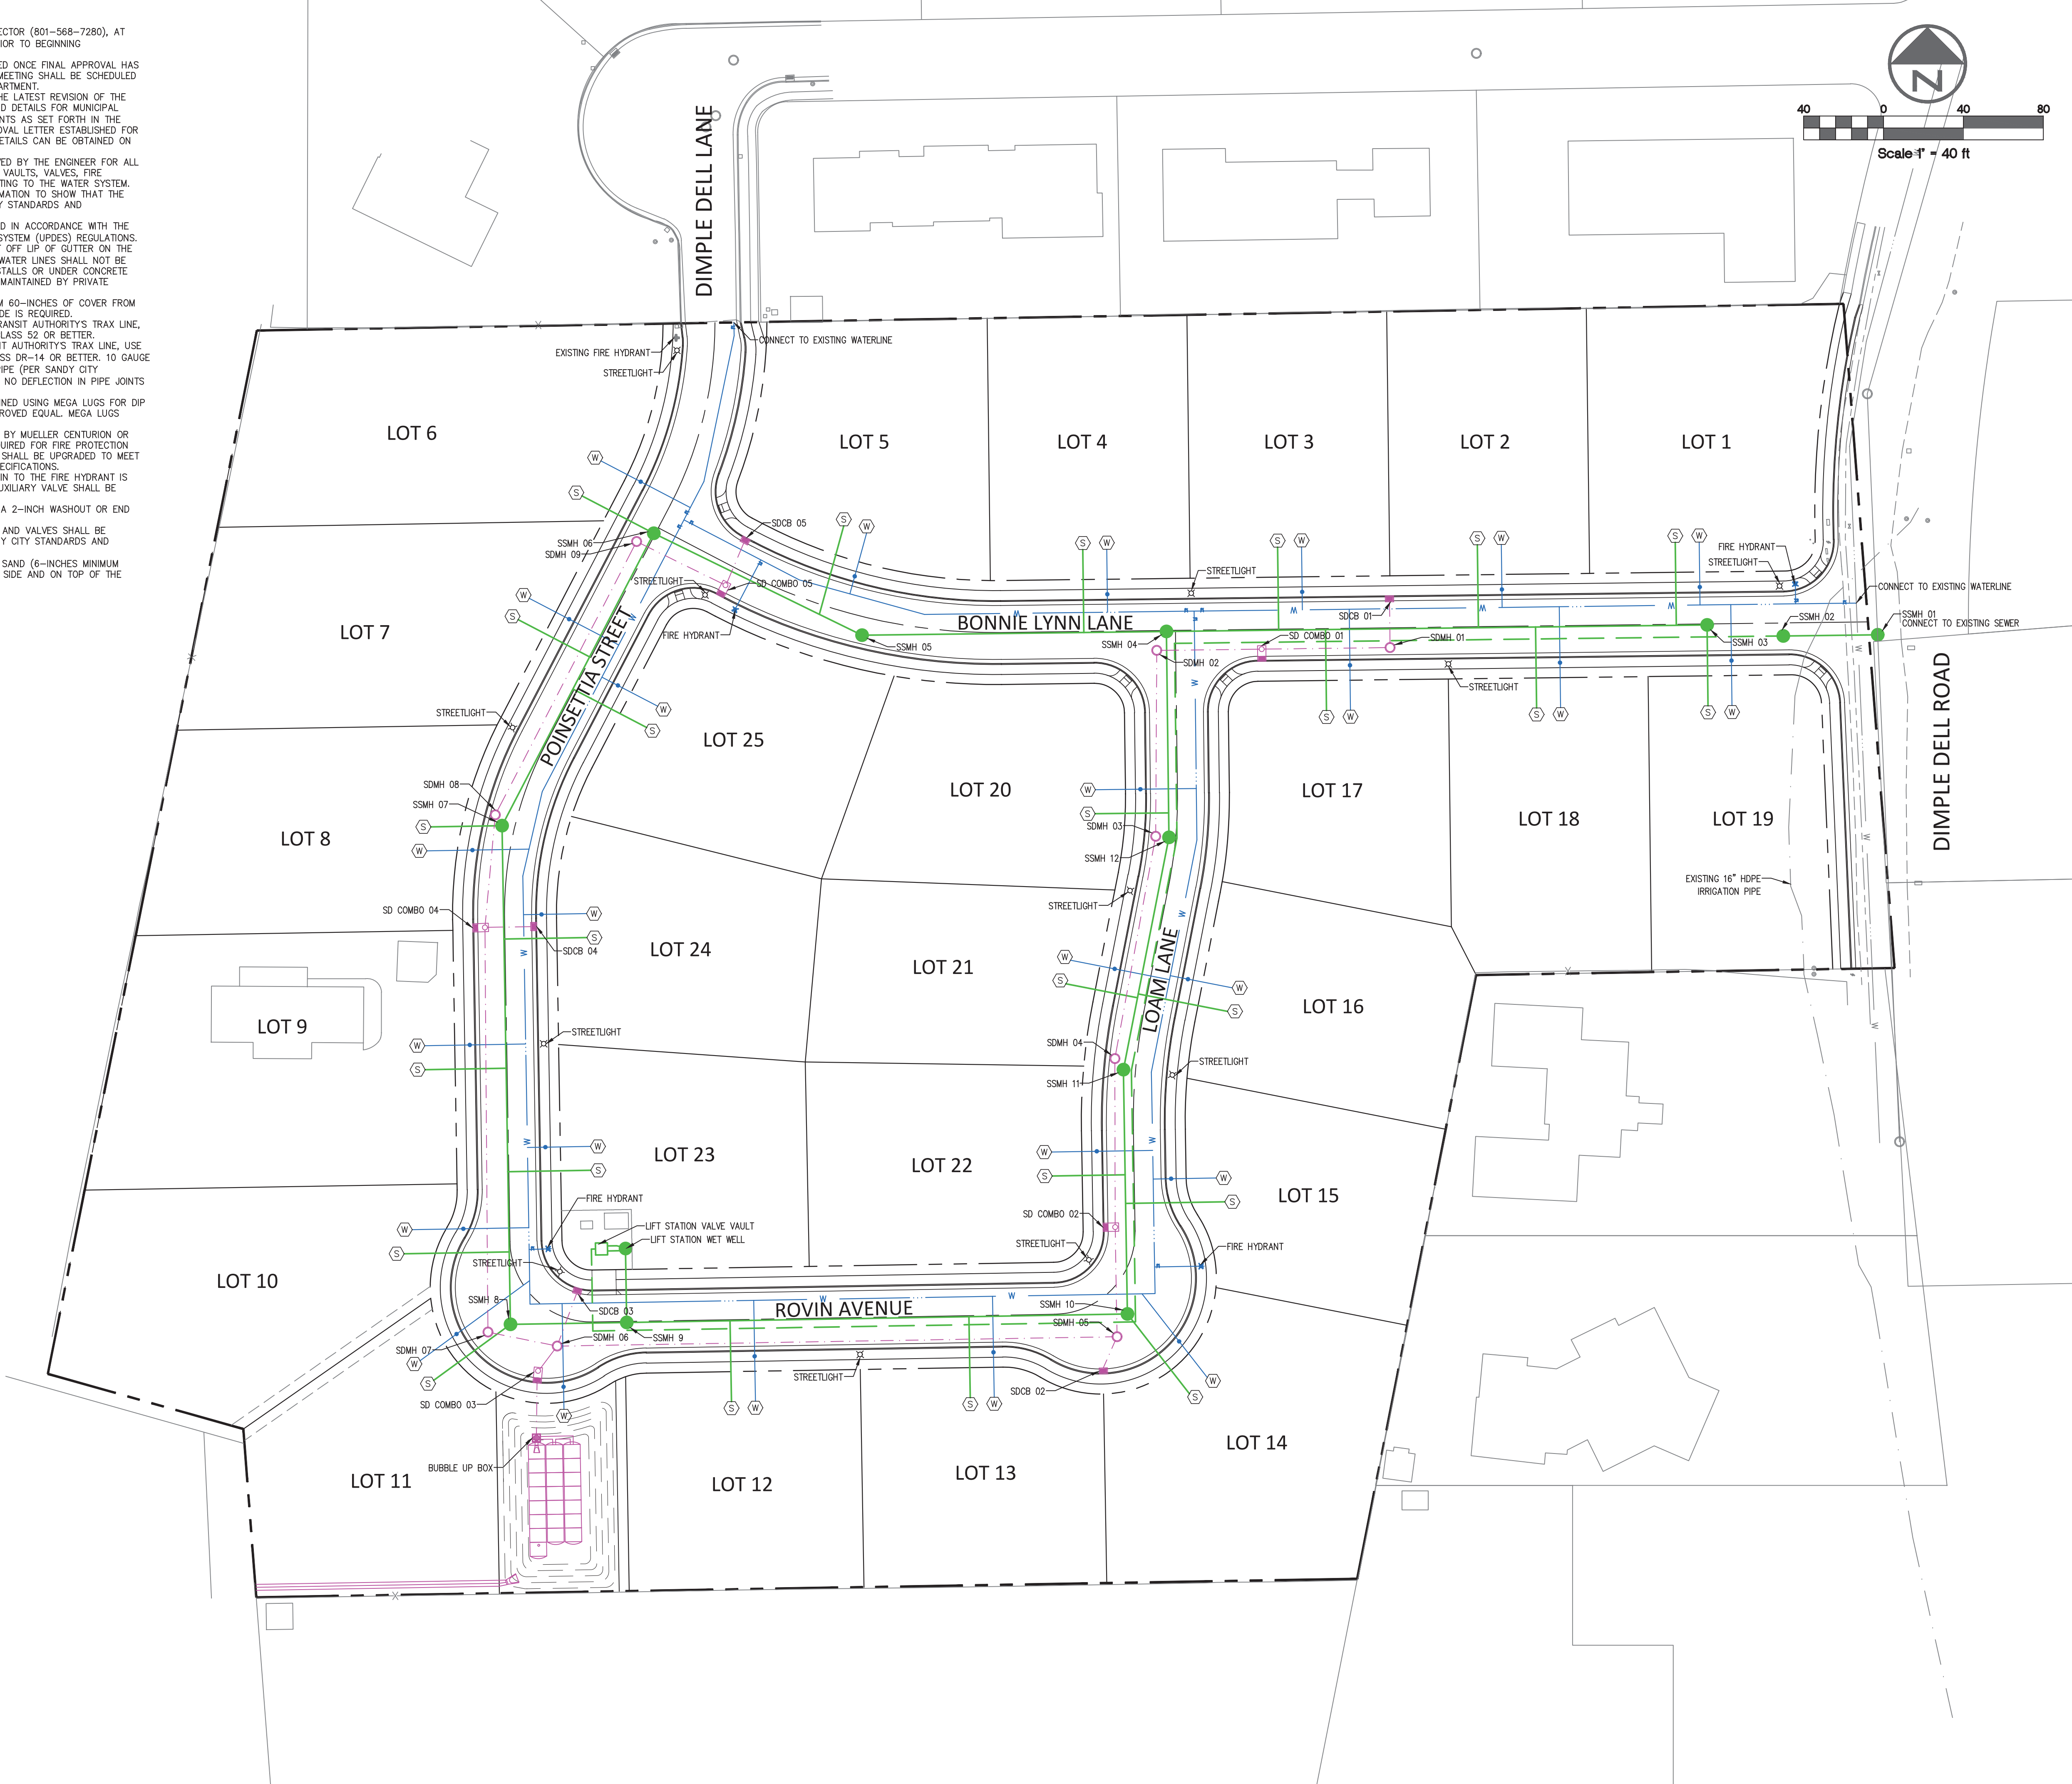 ECTOR (801-568-7280), AT
IOR TO BEGINNING
ED ONCE FINAL APPROVAL HAS
MEETING SHALL BE SCHEDULED
ARTMENT.
HE LATEST REVISION OF THE
D DETAILS FOR MUNICIPAL
NTS AS SET FORTH IN THE
OVAL LETTER ESTABLISHED FOR
ETAILS CAN BE OBTAINED ON
VED BY THE ENGINEER FOR ALL
VAULTS, VALVES, FIRE
TING TO THE WATER SYSTEM.
MATION TO SHOW THAT THE
Y STANDARDS AND
D IN ACCORDANCE WITH THE
SYSTEM (UPDES) REGULATIONS.
OFF LIP OF GUTTER ON THE
WATER LINES SHALL NOT BE
STALLS OR UNDER CONCRETE
MAINTAINED BY PRIVATE
M 60-INCHES OF COVER FROM
DE IS REQUIRED.
RANSIT AUTHORITY'S TRAX LINE,
LASS 52 OR BETTER.
IT AUTHORITY'S TRAX LINE, USE
SS DR-14 OR BETTER. 10 GAUGE
PIPE (PER SANDY CITY
NO DEFLECTION IN PIPE JOINTS
INED USING MEGA LUGS FOR DIP
ROVED EQUAL. MEGA LUGS
BY MUELLER CENTURION OR
UIRED FOR FIRE PROTECTION
SHALL BE UPGRADED TO MEET
ECIFICATIONS.
IN TO THE FIRE HYDRANT IS
UXILIARY VALVE SHALL BE
A 2-INCH WASHOUT OR END
AND VALVES SHALL BE
Y CITY STANDARDS AND
SAND (6-INCHES MINIMUM
SIDE AND ON TOP OF THE
N
40 0 40 80
Scale 1" = 40 ft
DIMPLE DELL LANE
EXISTING FIRE HYDRANT
STREETLIGHT
CONNECT TO EXISTING WATERLINE
LOT 6
LOT 5
LOT 4
LOT 3
LOT 2
LOT 1
W
S
SSMH 06
SDMH 09
SDCB 05
S
W
S
W
S
W
S
W
S
W
FIRE HYDRANT
STREETLIGHT
STREETLIGHT
SD COMBO 05
STREETLIGHT
CONNECT TO EXISTING WATERLINE
W
S
FIRE HYDRANT
BONNIE LYNN LANE
SSMH 05
SSMH 04
SDMH 02
SD COMBO 01
SDCB 01
SDMH 01
SSMH 03
SSMH 02
SSMH 01
CONNECT TO EXISTING SEWER
LOT 7
POINSETTIA STREET
STREETLIGHT
STREETLIGHT
W
S
S
W
S
W
S
W
DIMPLE DELL ROAD
LOT 25
LOT 20
LOT 17
LOT 18
LOT 19
SDMH 08
SSMH 07
S
W
LOT 8
W
S
SDMH 03
SSMH 12
EXISTING 16" HDPE
IRRIGATION PIPE
SD COMBO 04
W
S
SDCB 04
STREETLIGHT
LOT 24
LOT 21
LOAM LANE
W
S
W
S
LOT 16
LOT 9
W
S
STREETLIGHT
SDMH 04
SSMH 11
STREETLIGHT
W
S
LOT 23
LOT 22
W
S
W
S
LOT 15
FIRE HYDRANT
SD COMBO 02
W
S
LIFT STATION VALVE VAULT
LIFT STATION WET WELL
STREETLIGHT
STREETLIGHT
FIRE HYDRANT
LOT 10
SSMH 8
SDCB 03
ROVIN AVENUE
SSMH 10
SDMH 05
SDMH 07
SDMH 06
SSMH 9
W
S
STREETLIGHT
SDCB 02
W
S
SD COMBO 03
W
S
W
S
W
BUBBLE UP BOX
LOT 11
LOT 12
LOT 13
LOT 14